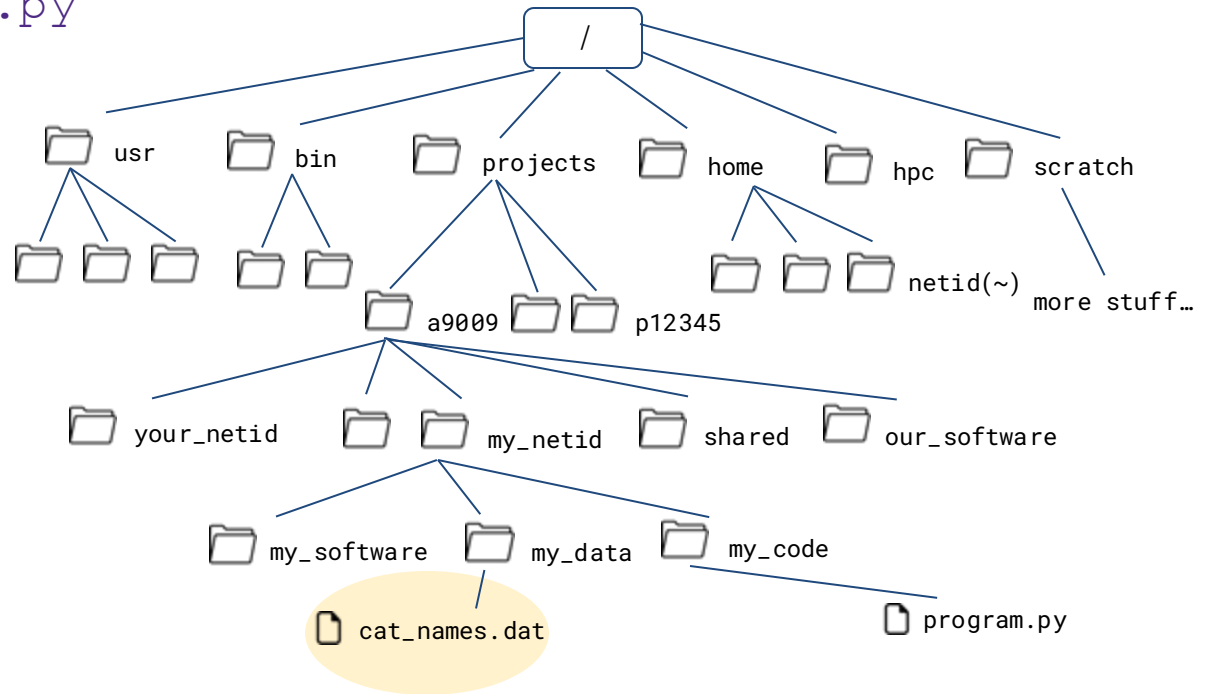 .py
/
usr
bin
projects
home
hpc
scratch
netid(~)
more stuff…
a9009
p12345
your_netid
my_netid
shared
our_software
my_software
my_data
my_code
cat_names.dat
program.py